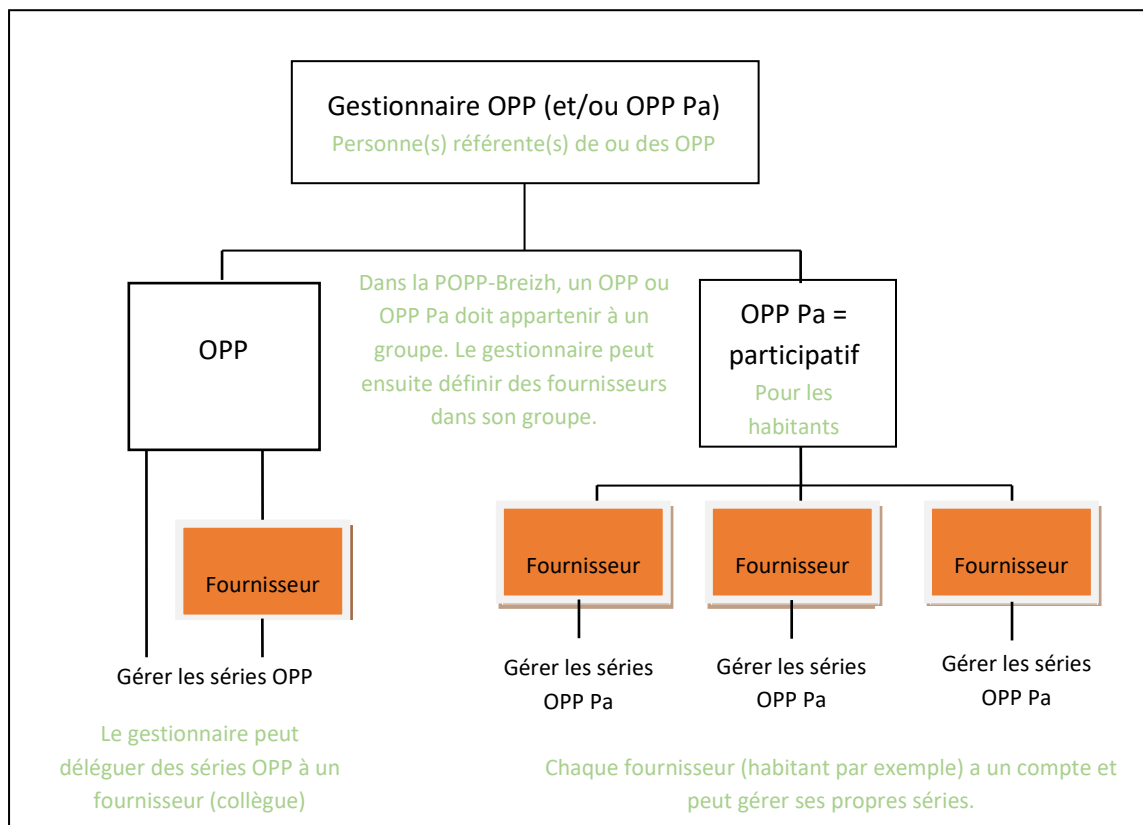 Gestionnaire OPP (et/ou OPP Pa)
Personne(s) référente(s) de ou des OPP
OPP
Dans la POPP-Breizh, un OPP ou
OPP Pa doit appartenir à un
groupe. Le gestionnaire peut
ensuite définir des fournisseurs
dans son groupe.
OPP Pa =
participatif
Pour les
habitants
Fournisseur
Gérer les séries OPP
Le gestionnaire peut
déléguer des séries OPP à un
fournisseur (collègue)
Fournisseur
Fournisseur
Fournisseur
Gérer les séries
OPP Pa
Gérer les séries
OPP Pa
Gérer les séries
OPP Pa
Chaque fournisseur (habitant par exemple) a un compte et
peut gérer ses propres séries.